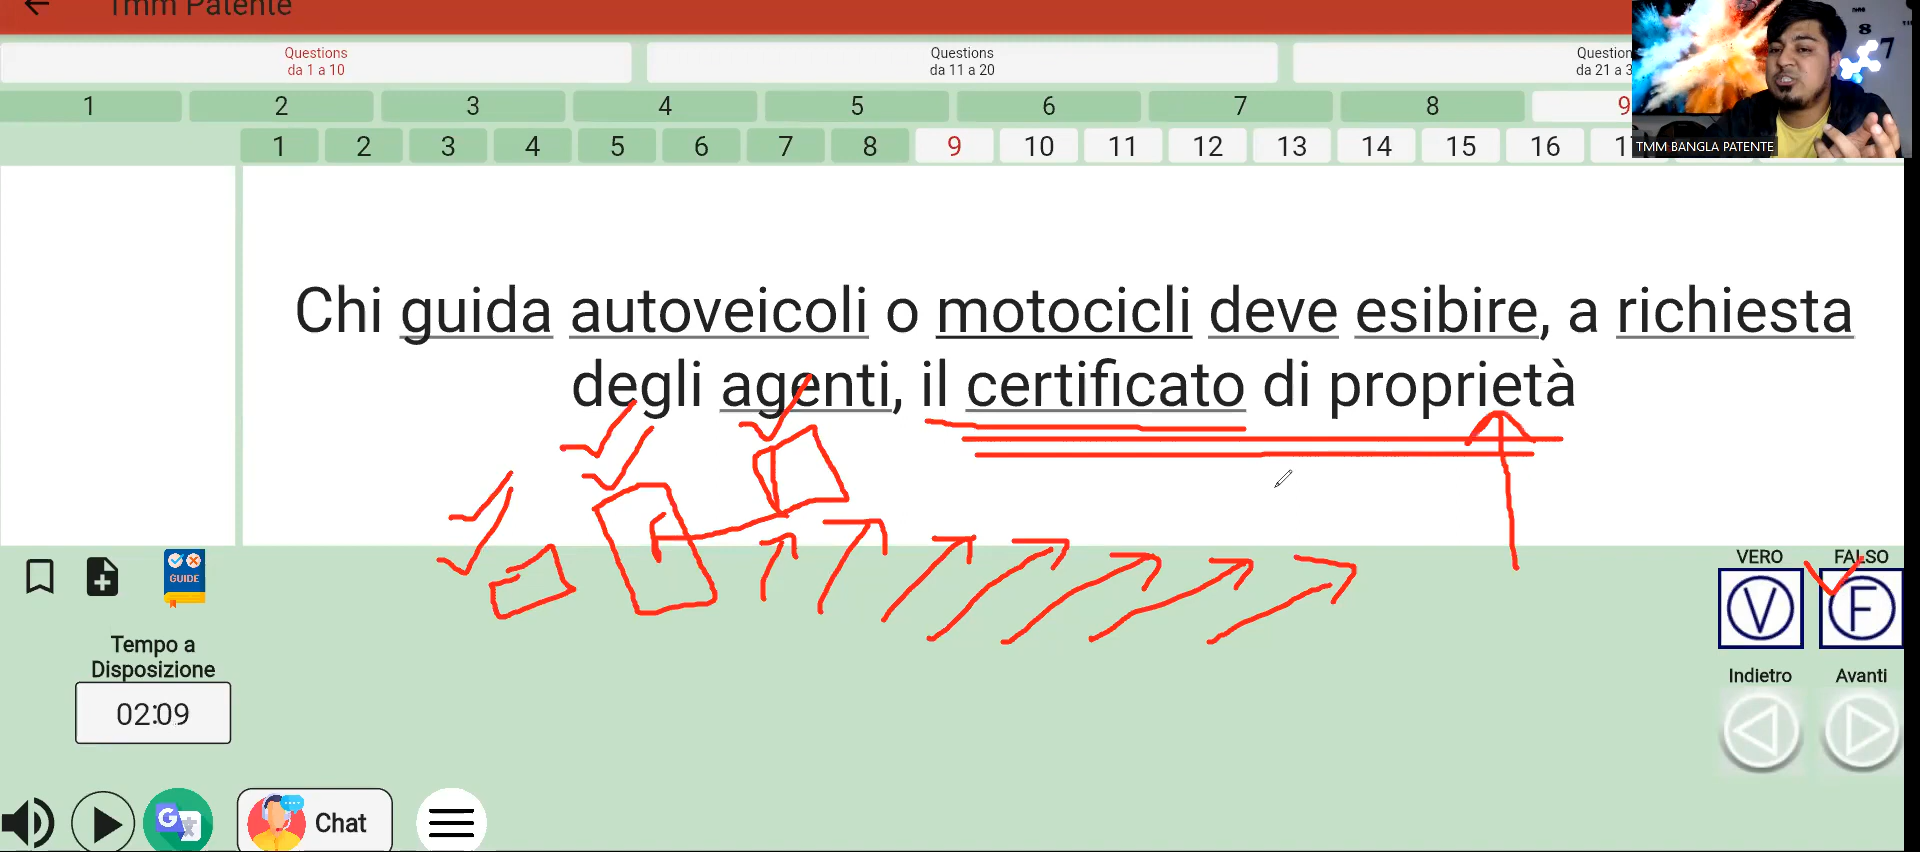 Tmm Patente
Questions
da 1 a 10
Questions
da 11 a 20
da 21 a 3
1 2 3 4 5 6 7 8 9
1 2 3 4 5 6 7 8 9 10 11 12 13 14 15 16
8
7
TMM BANGLA PATENTE
Chi guida autoveicoli o motocicli deve esibire, a richiesta
degli agenti, il certificato di proprietà
GUIDE
VERO FALSO
V F
Tempo a
Disposizione
02:09
Indietro Avanti
G
Chat